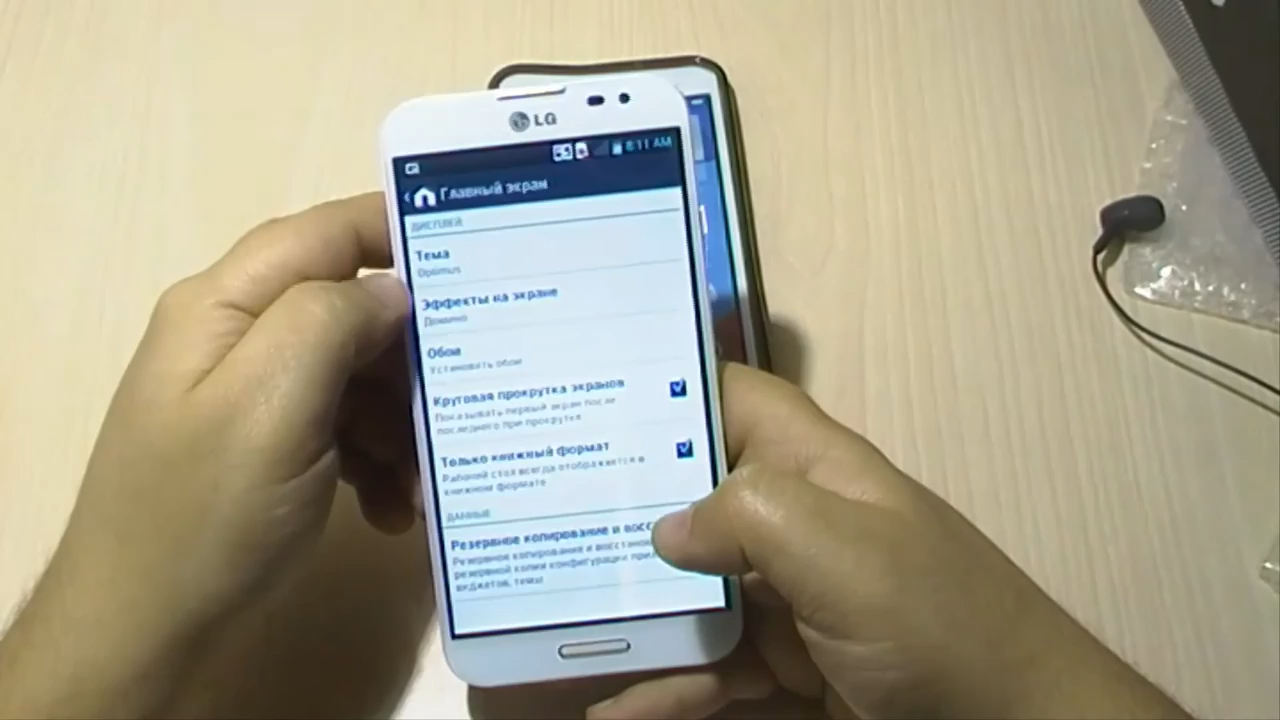 LG
8:11 AM
Главный экран
ДИСПЛЕЙ
Тема
Optimus
Эффекты на экране
Домино
Обои
Установить обои
Круговая прокрутка экранов
Показывать первый экран после
последнего при прокрутке
Только книжный формат
Рабочий стол всегда отображается в
книжном формате
ДАННЫЕ
Резервное копирование и восс
Резервное копирование и восстанов
резервной копии конфигурации
виджетов, темы